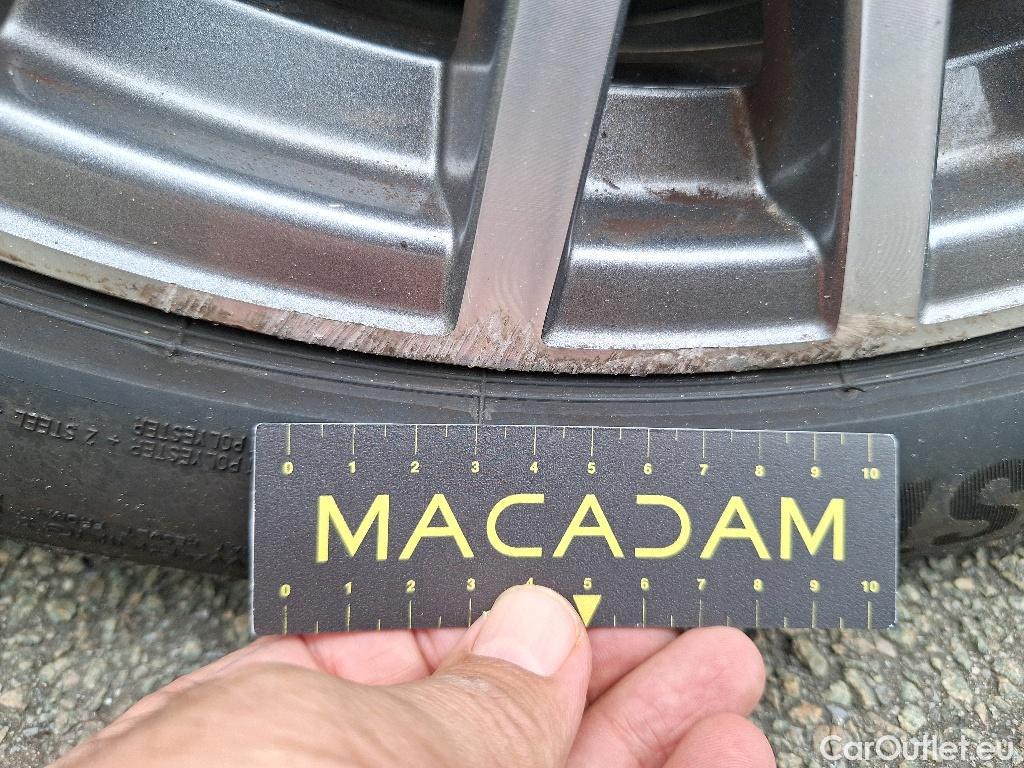 POLYESTER + 2 STEEL
POLYESTER
0 1 2 3 4 5 6 7 8 9 10
MACADAM
0 1 2 3 4 5 6 7 8 9 10
CarOutlet.eu